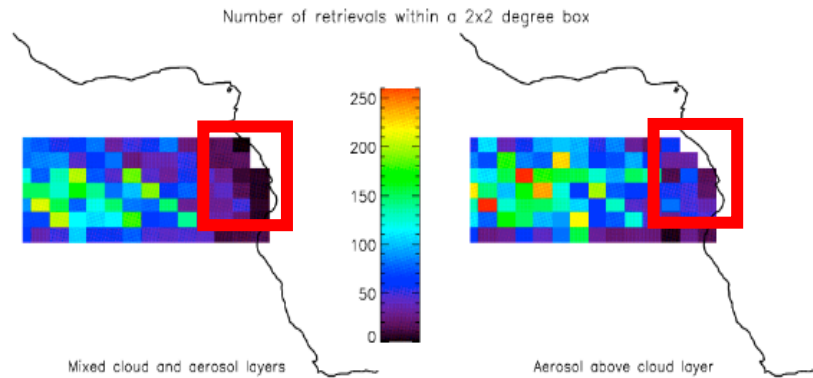 Number of retrievals within a 2x2 degree box
250
200
150
100
50
0
Mixed cloud and aerosol layers
Aerosol above cloud layer